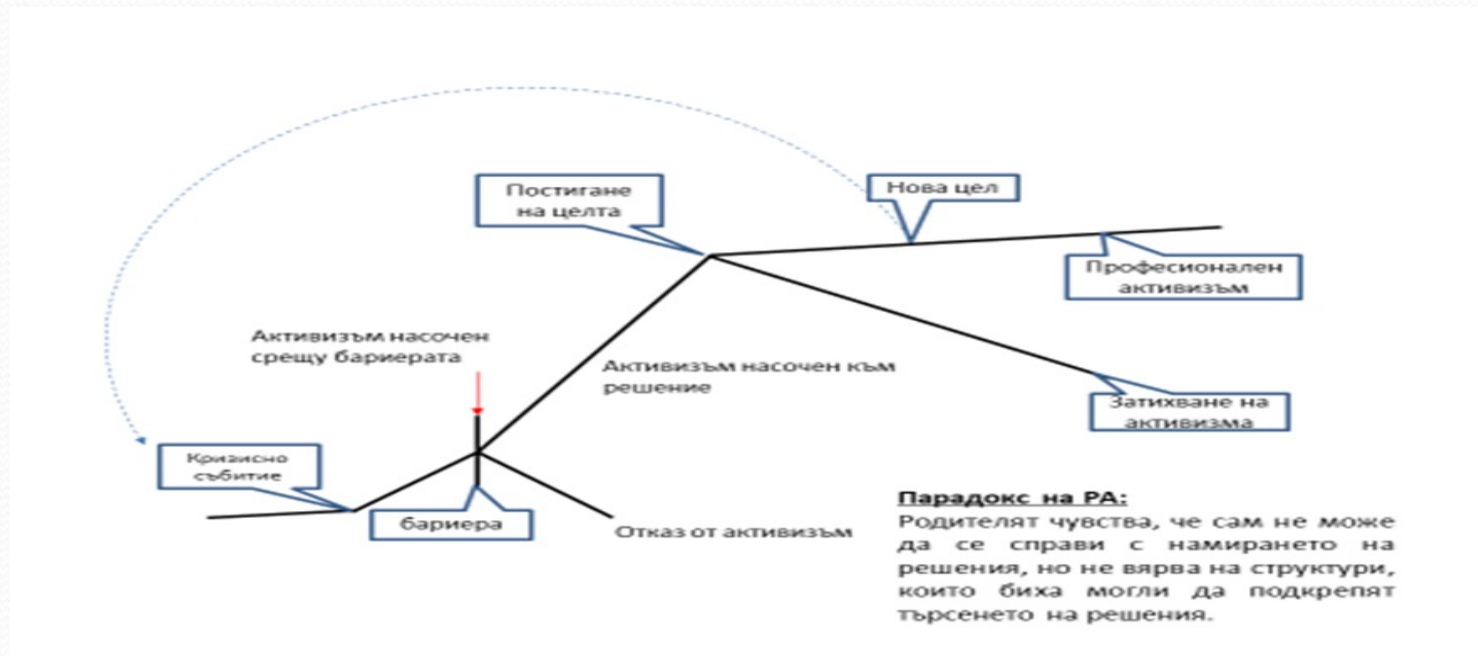 Постигане
на целта
Нова цел
Професионален
активизъм
Активизъм насочен
срещу бариерата
Активизъм насочен към
решение
Затихване на
активизма
Кризисно
събитие
бариера
Отказ от активизъм
Парадокс на РА:
Родителят чувства, че сам не може
да се справи с намирането на
решения, но не вярва на структури,
които биха могли да подкрепят
търсенето на решения.